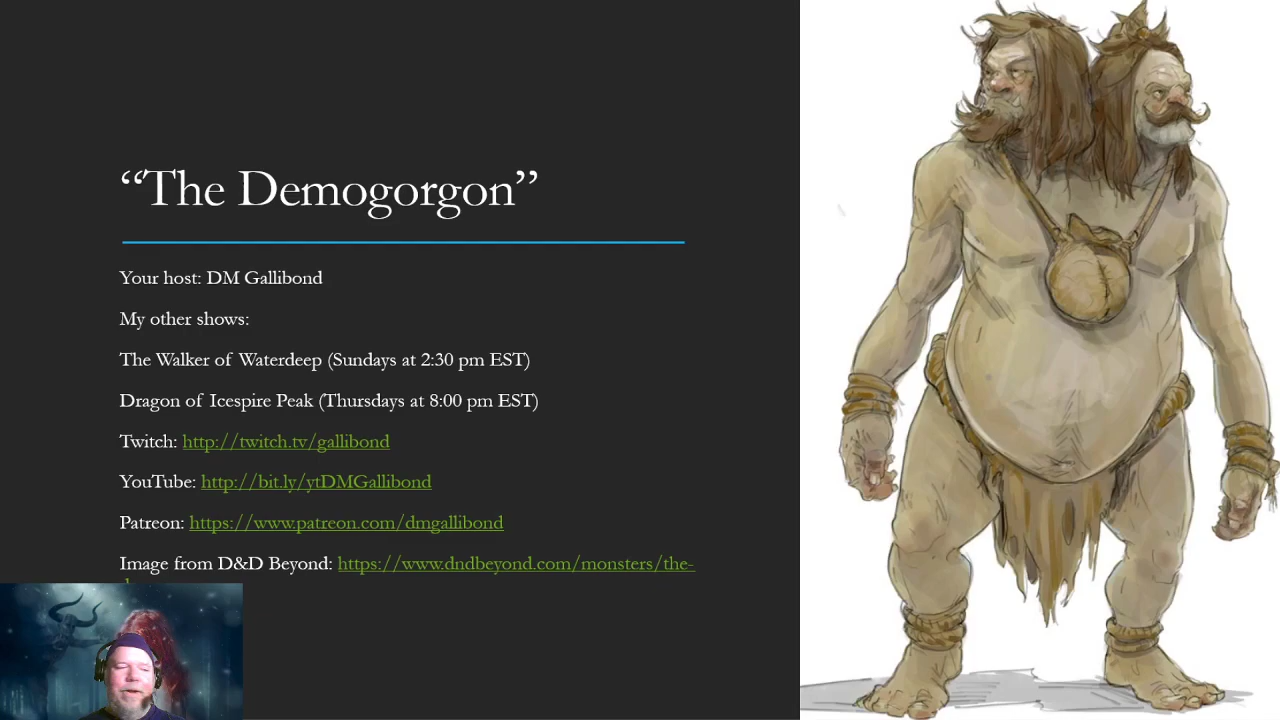 “The Demogorgon”
Your host: DM Gallibond
My other shows:
The Walker of Waterdeep (Sundays at 2:30 pm EST)
Dragon of Icespire Peak (Thursdays at 8:00 pm EST)
Twitch: http://twitch.tv/gallibond
YouTube: http://bit.ly/ytDMGallibond
Patreon: https://www.patreon.com/dmgallibond
Image from D&D Beyond: https://www.dndbeyond.com/monsters/the-